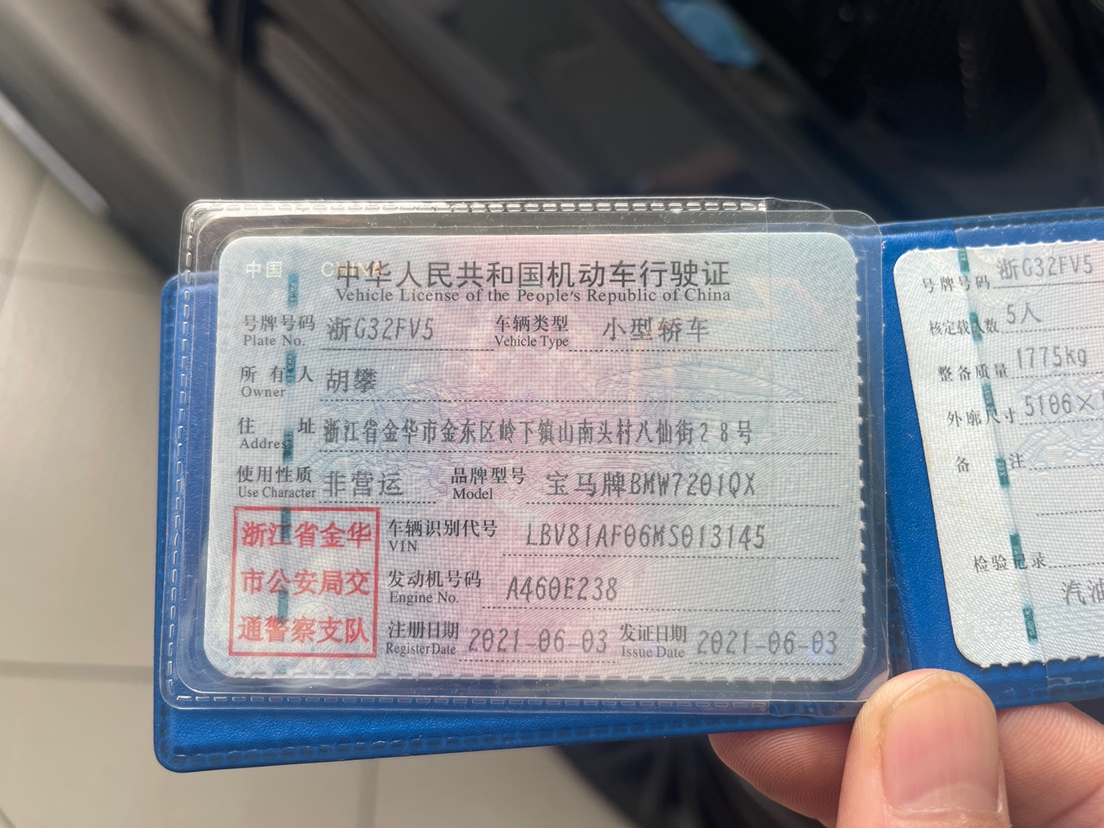 中国 CHINA
中华人民共和国机动车行驶证
Vehicle License of the People's Republic of China
号牌号码 浙G32FV5 车辆类型 小型轿车
Plate No. Vehicle Type
所有人 胡攀
Owner
住址 浙江省金华市金东区岭下镇山南头村八仙街28号
Address
使用性质 非营运 品牌型号 宝马牌BMW7201QX
Use Character Model
浙江省金华
市公安局交
通警察支队
车辆识别代号 LBV81AF06MS013145
VIN
发动机号码 A460E238
Engine No.
注册日期 2021-06-03 发证日期 2021-06-03
Register Date Issue Date
号牌号码 浙G32FV5
核定载人数 5人
整备质量 1775kg
外廓尺寸 5106×
备注
检验记录
汽油